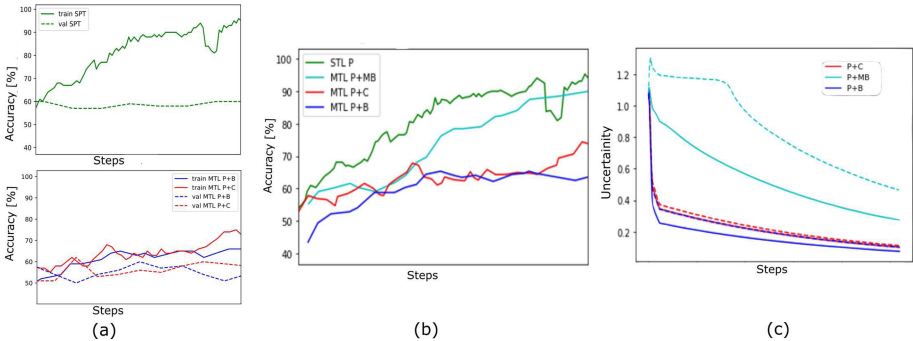 train SPT
val SPT
100
90
80
70
60
50
40
Accuracy [%]
Steps
train MTL P+B
train MTL P+C
val MTL P+B
val MTL P+C
100
90
80
70
60
50
Accuracy [%]
Steps
(a)
STL P
MTL P+MB
MTL P+C
MTL P+B
100
90
80
70
60
50
40
Accuracy [%]
Steps
(b)
P+C
P+MB
P+B
1.2
1.0
0.8
0.6
0.4
0.2
Uncertainity
Steps
(c)